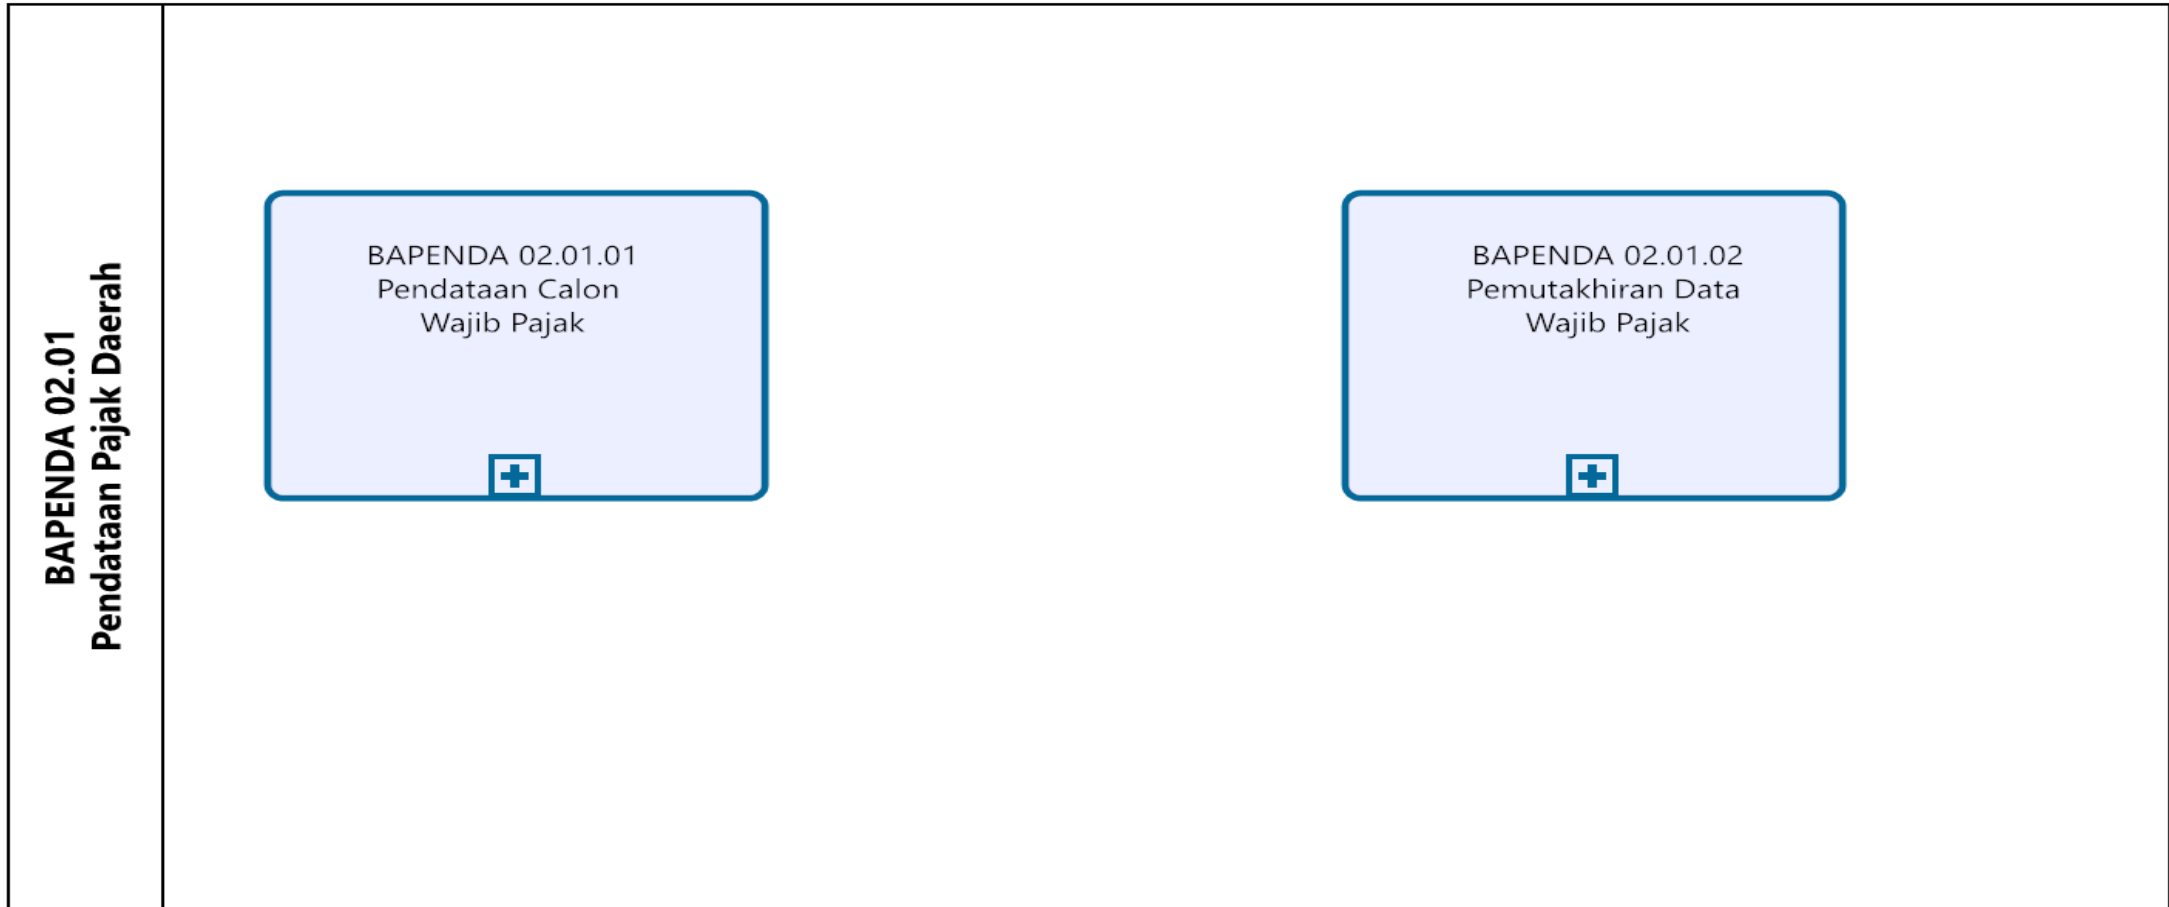 BAPENDA 02.01
Pendataan Pajak Daerah
BAPENDA 02.01.01
Pendataan Calon
Wajib Pajak
BAPENDA 02.01.02
Pemutakhiran Data
Wajib Pajak